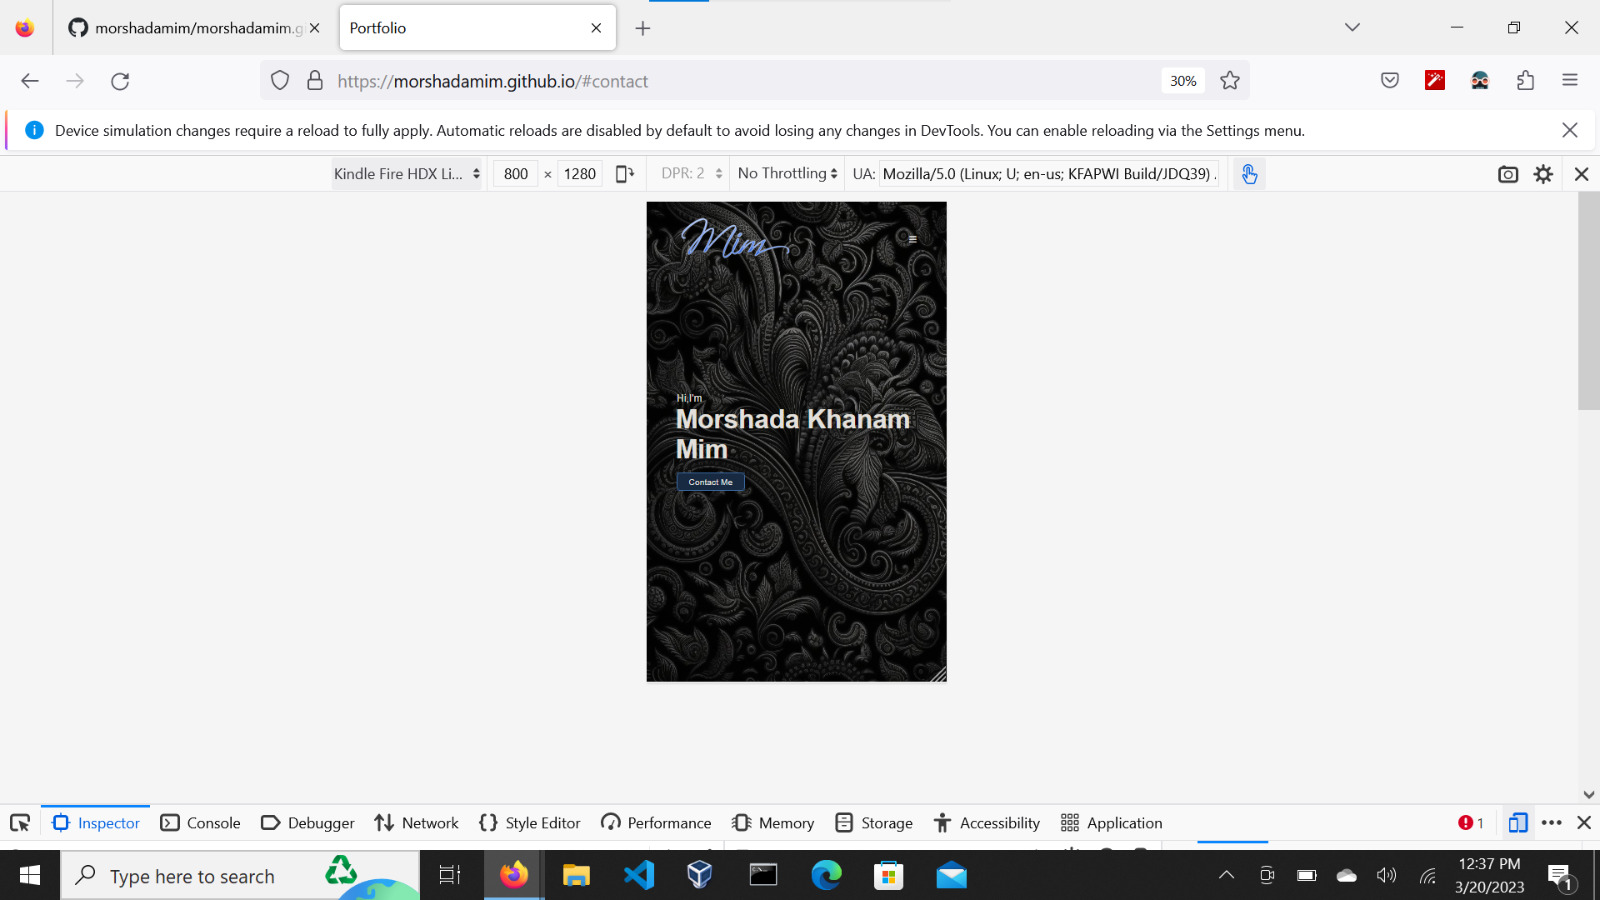 morshadamim/morshadamim.gi
Portfolio
https://morshadamim.github.io/#contact
30%
Device simulation changes require a reload to fully apply. Automatic reloads are disabled by default to avoid losing any changes in DevTools. You can enable reloading via the Settings menu.
Kindle Fire HDX Li... 800 × 1280 DPR: 2 No Throttling UA: Mozilla/5.0 (Linux; U; en-us; KFAPWI Build/JDQ39) .
Mim
Hi,I'm
Morshada Khanam
Mim
Contact Me
Inspector Console Debugger Network Style Editor Performance Memory Storage Accessibility Application 1
Type here to search
12:37 PM
3/20/2023
1